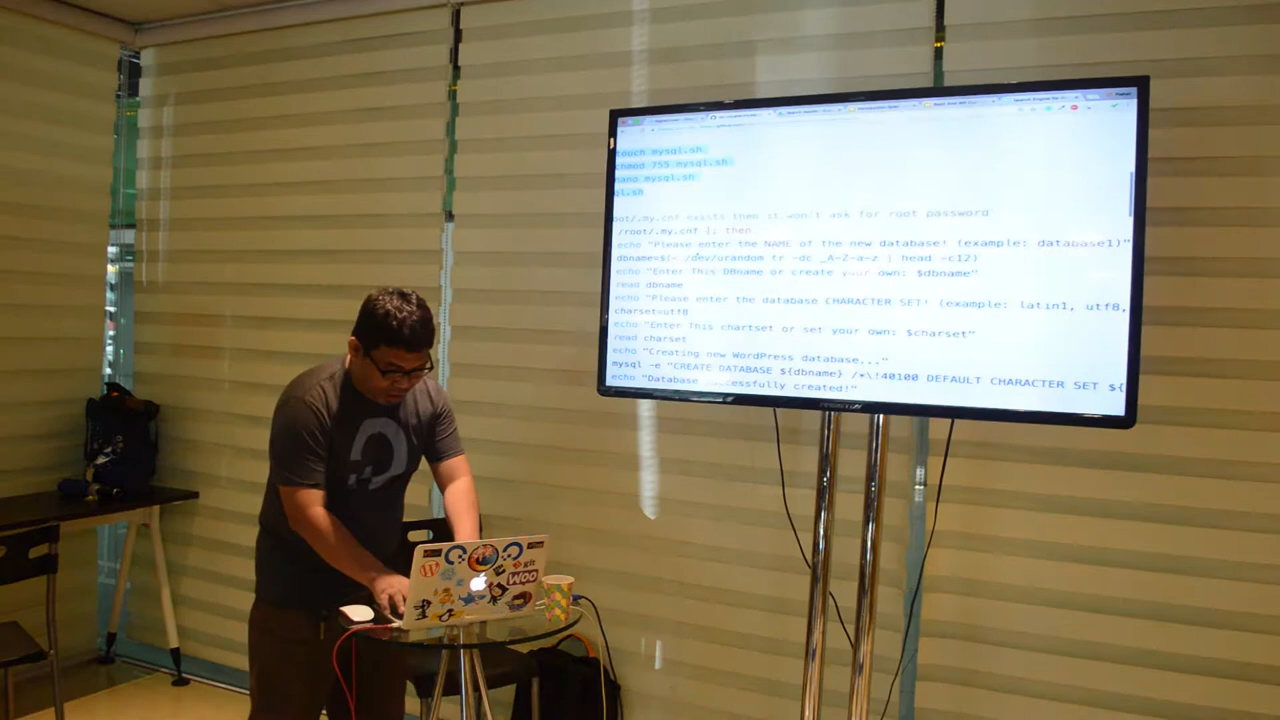 touch mysql.sh
chmod 755 mysql.sh
nano mysql.sh
ql.sh
oot/.my.cnf exists then it won't ask for root password
/root/.my.cnf ]; then
echo "Please enter the NAME of the new database! (example: database1)"
dbname=$(< /dev/urandom tr -dc _A-Z-a-z | head -c12)
echo "Enter This DBname or create your own: $dbname"
read dbname
echo "Please enter the database CHARACTER SET! (example: latin1, utf8,
charset=utf8
echo "Enter This chartset or set your own: $charset"
read charset
echo "Creating new WordPress database..."
mysql -e "CREATE DATABASE ${dbname} /*\!40100 DEFAULT CHARACTER SET ${
echo "Database successfully created!"
git
WOO